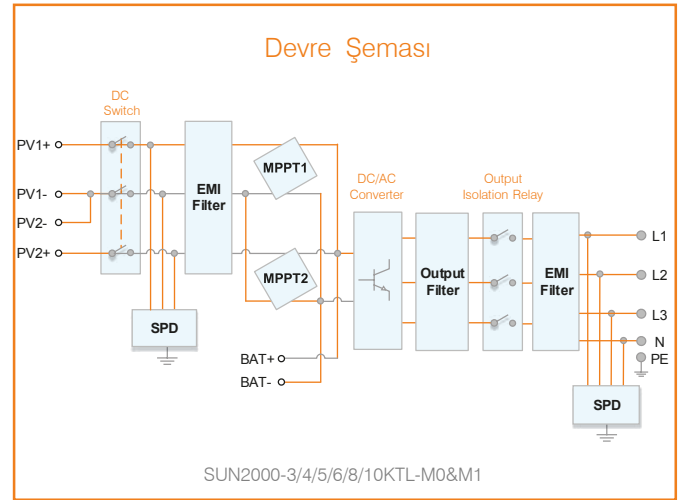 Devre Şeması
DC
Switch
PV1+
PV1-
PV2-
PV2+
EMI
Filter
MPPT1
MPPT2
SPD
BAT+
BAT-
DC/AC
Converter
Output
Filter
Output
Isolation Relay
EMI
Filter
L1
L2
L3
N
PE
SPD
SUN2000-3/4/5/6/8/10KTL-M0&M1